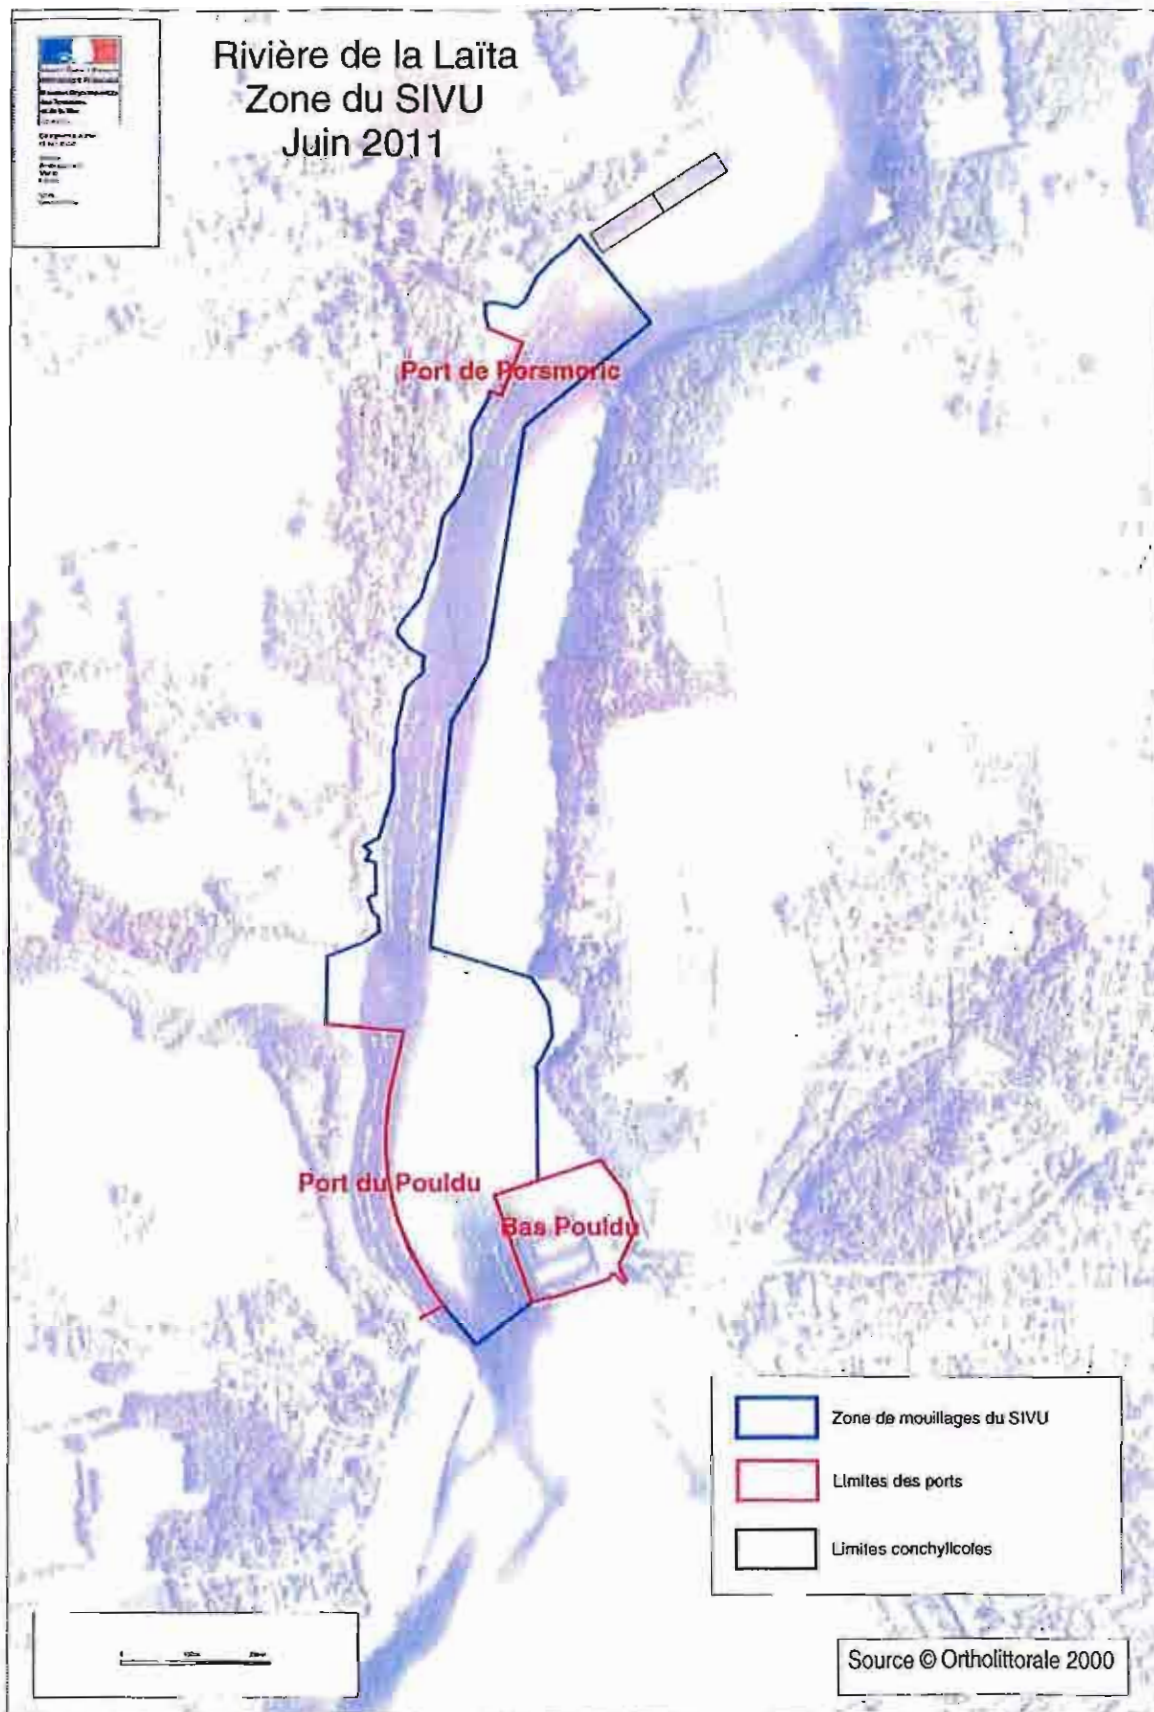 Rivière de la Laïta
Zone du SIVU
Juin 2011
Port de Porsmoric
Port du Pouldu
Bas Pouldu
Zone de mouillages du SIVU
Limites des ports
Limites conchylicoles
Source © Ortholittorale 2000